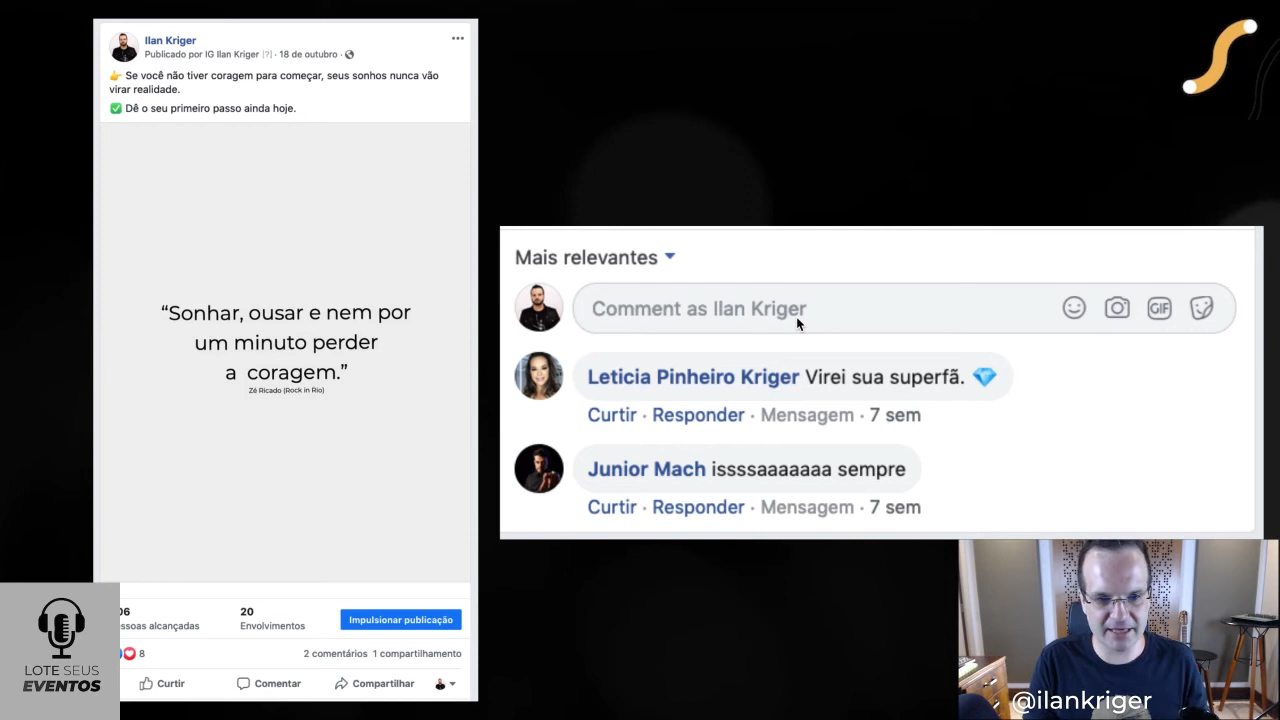 Ilan Kriger
Publicado por IG Ilan Kriger [?] · 18 de outubro ·
👉 Se você não tiver coragem para começar, seus sonhos nunca vão
virar realidade.
✅ Dê o seu primeiro passo ainda hoje.
“Sonhar, ousar e nem por
um minuto perder
a coragem.”
Zé Ricado (Rock in Rio)
06
ssoas alcançadas
20
Envolvimentos
Impulsionar publicação
8
2 comentários 1 compartilhamento
Curtir
Comentar
Compartilhar
Mais relevantes
Comment as Ilan Kriger
GIF
Leticia Pinheiro Kriger Virei sua superfã. 💎
Curtir · Responder · Mensagem · 7 sem
Junior Mach issssaaaaaaa sempre
Curtir · Responder · Mensagem · 7 sem
LOTE SEUS
EVENTOS
@ilankriger